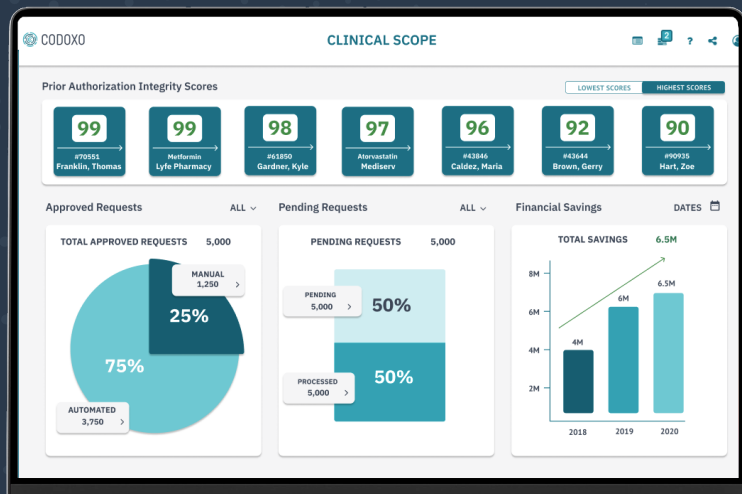 CODOXO
CLINICAL SCOPE
2
?
Prior Authorization Integrity Scores
LOWEST SCORES
HIGHEST SCORES
99
#70551
Franklin, Thomas
99
Metformin
Lyfe Pharmacy
98
#61850
Gardner, Kyle
97
Atorvastatin
Mediserv
96
#43846
Caldez, Maria
92
#43644
Brown, Gerry
90
#90935
Hart, Zoe
Approved Requests
ALL
TOTAL APPROVED REQUESTS 5,000
MANUAL
1,250 >
25%
75%
AUTOMATED
3,750 >
Pending Requests
ALL
PENDING REQUESTS 5,000
PENDING
5,000 >
50%
PROCESSED
5,000 >
50%
Financial Savings
DATES
TOTAL SAVINGS 6.5M
8M
6M
4M
2M
4M
6M
6.5M
2018
2019
2020